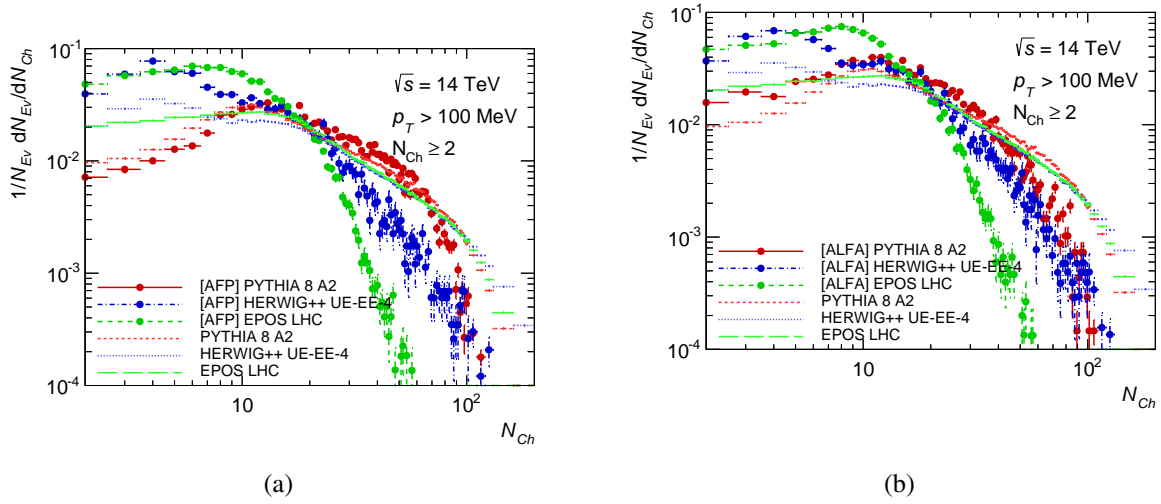 1/N_Ev dN_Ev/dN_Ch
10^-1
10^-2
10^-3
10^-4
√s = 14 TeV
p_T > 100 MeV
N_Ch ≥ 2
[AFP] PYTHIA 8 A2
[AFP] HERWIG++ UE-EE-4
[AFP] EPOS LHC
PYTHIA 8 A2
HERWIG++ UE-EE-4
EPOS LHC
10
10^2
N_Ch
(a)
1/N_Ev dN_Ev/dN_Ch
10^-1
10^-2
10^-3
10^-4
√s = 14 TeV
p_T > 100 MeV
N_Ch ≥ 2
[ALFA] PYTHIA 8 A2
[ALFA] HERWIG++ UE-EE-4
[ALFA] EPOS LHC
PYTHIA 8 A2
HERWIG++ UE-EE-4
EPOS LHC
10
10^2
N_Ch
(b)